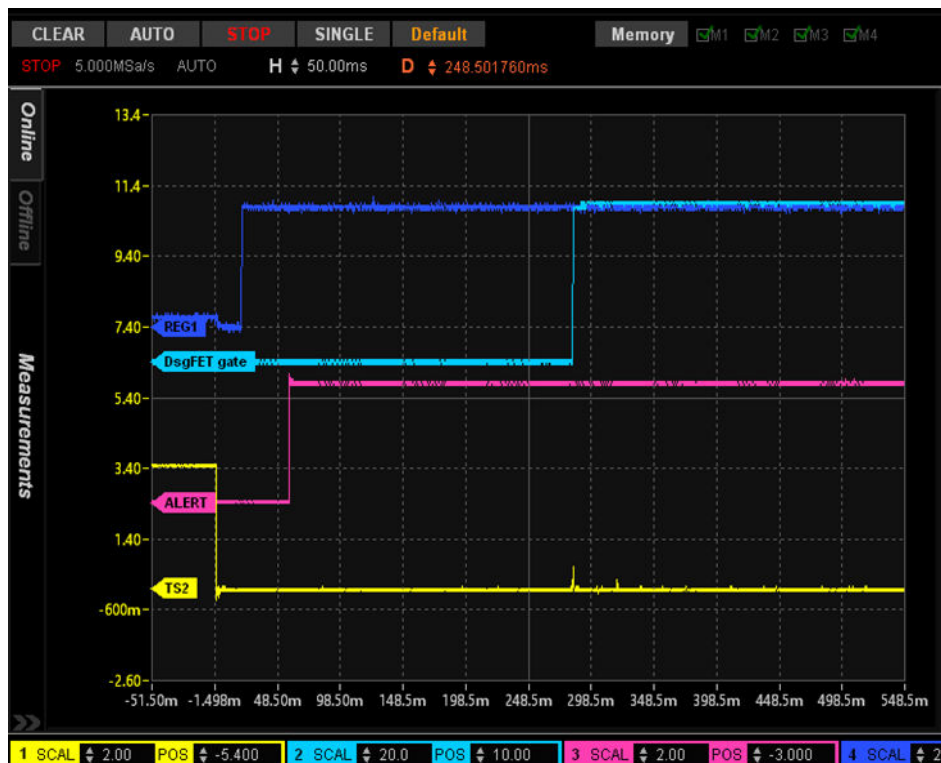 CLEAR AUTO STOP SINGLE Default Memory M1 M2 M3 M4
STOP 5.000MSa/s AUTO H 50.00ms D 248.501760ms
Online
Offline
Measurements
13.4
11.4
9.40
7.40
5.40
3.40
1.40
-600m
-2.60
REG1
DsgFET gate
ALERT
TS2
-51.50m -1.498m 48.50m 98.50m 148.5m 198.5m 248.5m 298.5m 348.5m 398.5m 448.5m 498.5m 548.5m
1 SCAL 2.00 POS -5.400 2 SCAL 20.0 POS 10.00 3 SCAL 2.00 POS -3.000 4 SCAL 2